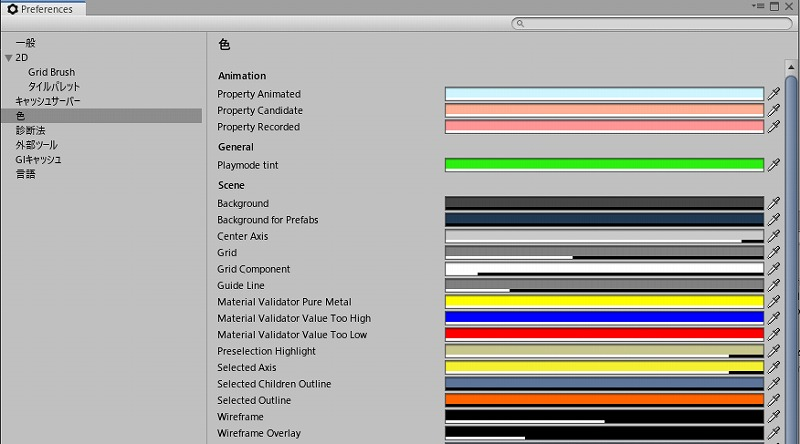 Preferences
一般
2D
Grid Brush
タイルパレット
キャッシュサーバー
色
診断法
外部ツール
GIキャッシュ
言語
色
Animation
Property Animated
Property Candidate
Property Recorded
General
Playmode tint
Scene
Background
Background for Prefabs
Center Axis
Grid
Grid Component
Guide Line
Material Validator Pure Metal
Material Validator Value Too High
Material Validator Value Too Low
Preselection Highlight
Selected Axis
Selected Children Outline
Selected Outline
Wireframe
Wireframe Overlay